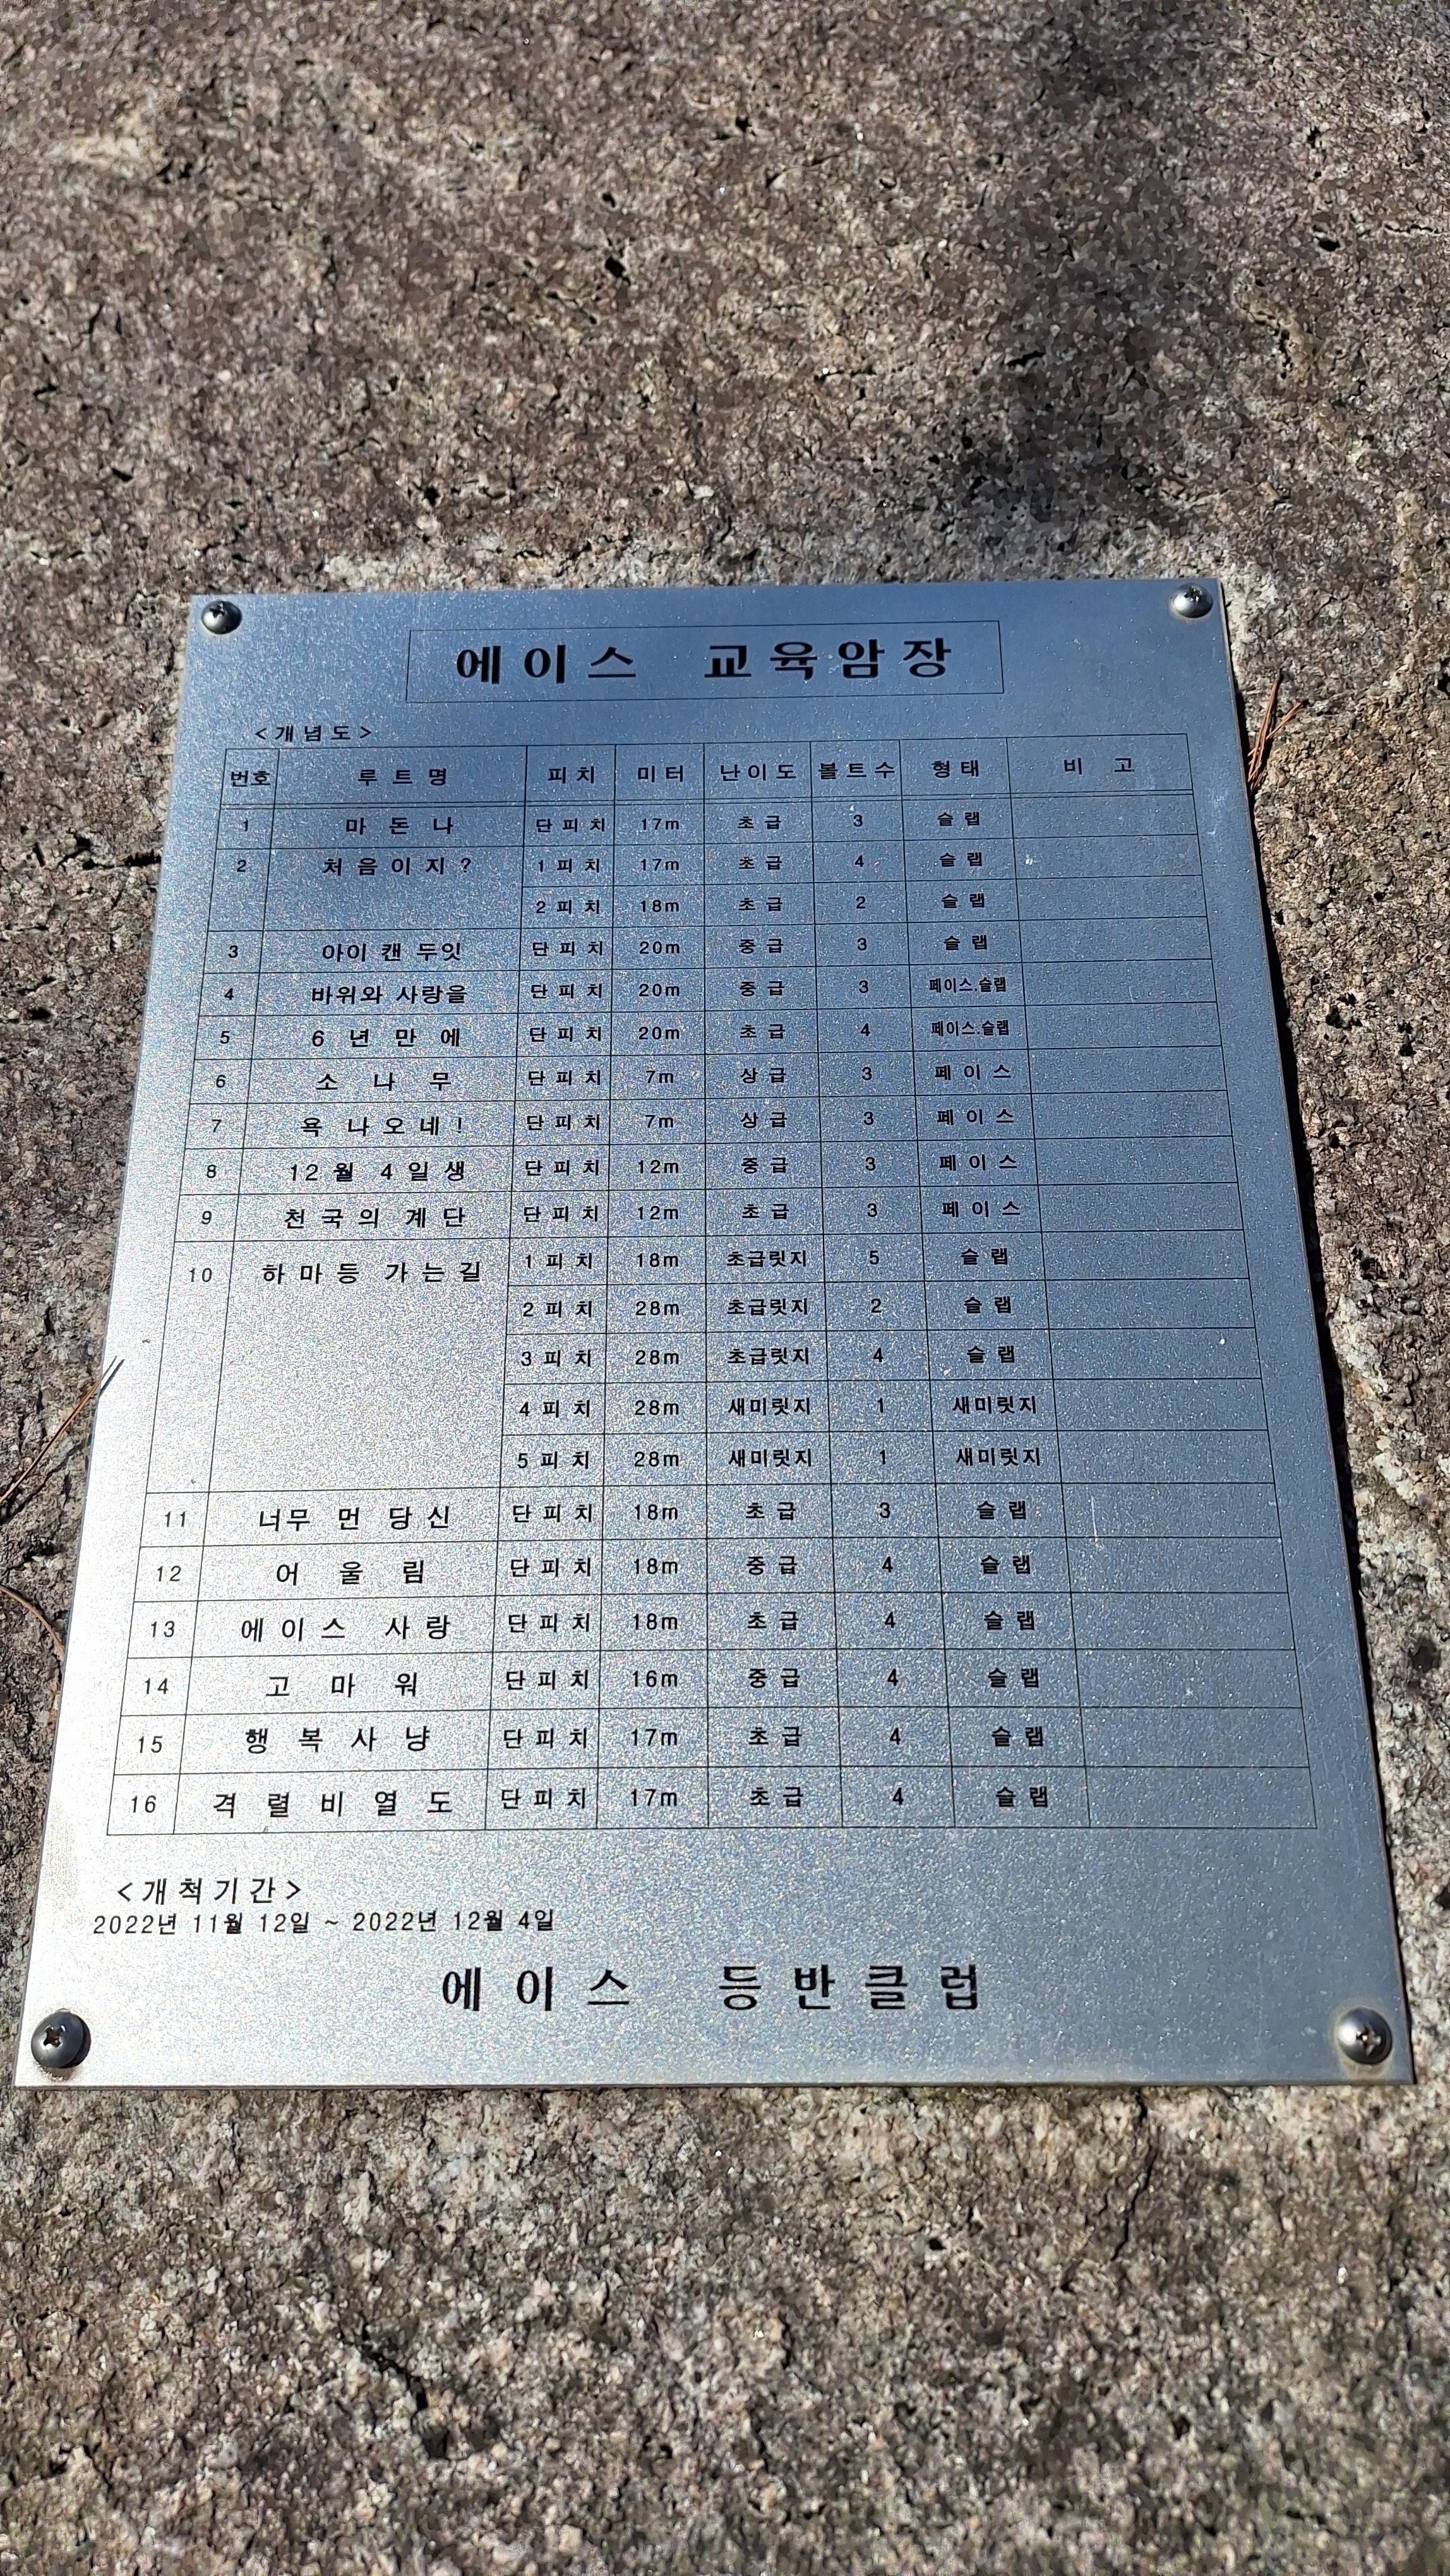 에이스 교육암장
<개념도>
번호 루트명 피치 미터 난이도 볼트수 형태 비고
1 마돈나 단피치 17m 초급 3 슬랩
2 처음이지? 1피치 17m 초급 4 슬랩
2피치 18m 초급 2 슬랩
3 아이 캔 두잇 단피치 20m 중급 3 슬랩
4 바위와 사랑을 단피치 20m 중급 3 페이스.슬랩
5 6년만에 단피치 20m 초급 4 페이스.슬랩
6 소나무 단피치 7m 상급 3 페이스
7 욕 나오네! 단피치 7m 상급 3 페이스
8 12월 4일생 단피치 12m 중급 3 페이스
9 천국의 계단 단피치 12m 초급 3 페이스
10 하마등 가는길 1피치 18m 초급릿지 5 슬랩
2피치 28m 초급릿지 2 슬랩
3피치 28m 초급릿지 4 슬랩
4피치 28m 새미릿지 1 새미릿지
5피치 28m 새미릿지 1 새미릿지
11 너무 먼 당신 단피치 18m 초급 3 슬랩
12 어울림 단피치 18m 중급 4 슬랩
13 에이스 사랑 단피치 18m 초급 4 슬랩
14 고마워 단피치 16m 중급 4 슬랩
15 행복사냥 단피치 17m 초급 4 슬랩
16 격렬비열도 단피치 17m 초급 4 슬랩
<개척기간>
2022년 11월 12일 ~ 2022년 12월 4일
에이스 등반클럽